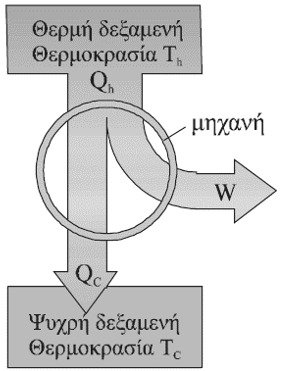 Θερμή δεξαμενή
Θερμοκρασία Th
Qh
μηχανή
W
QC
Ψυχρή δεξαμενή
Θερμοκρασία TC